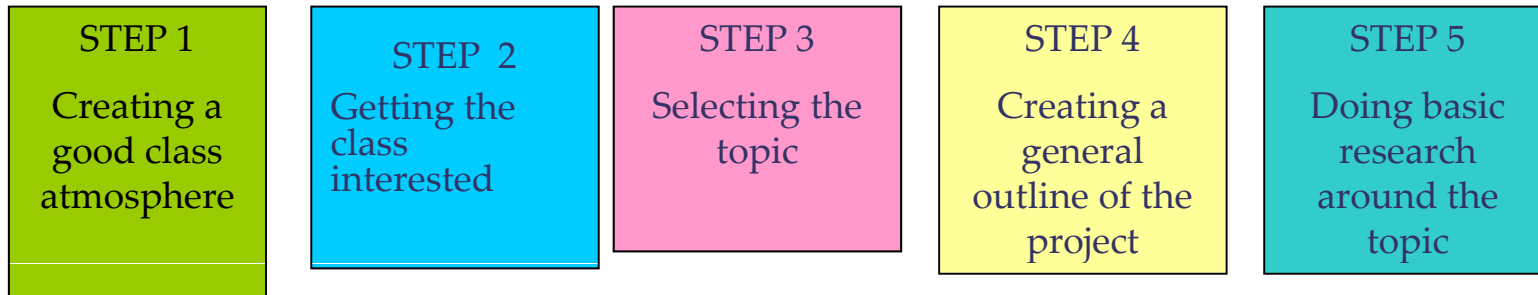 STEP 1
Creating a
good class
atmosphere
STEP 2
Getting the
class
interested
STEP 3
Selecting the
topic
STEP 4
Creating a
general
outline of the
project
STEP 5
Doing basic
research
around the
topic